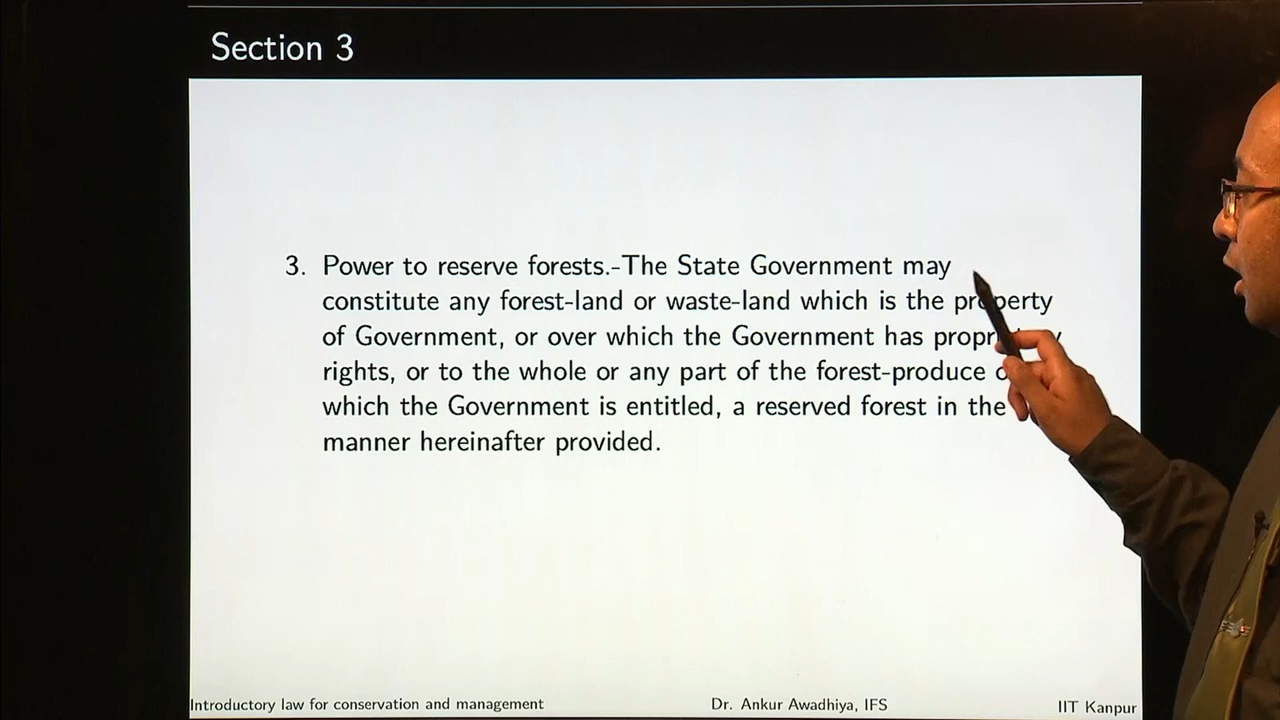 Section 3
3. Power to reserve forests.-The State Government may
constitute any forest-land or waste-land which is the property
of Government, or over which the Government has
rights, or to the whole or any part of the forest-produce
which the Government is entitled, a reserved forest in the
manner hereinafter provided.
Introductory law for conservation and management Dr. Ankur Awadhiya, IFS IIT Kanpur